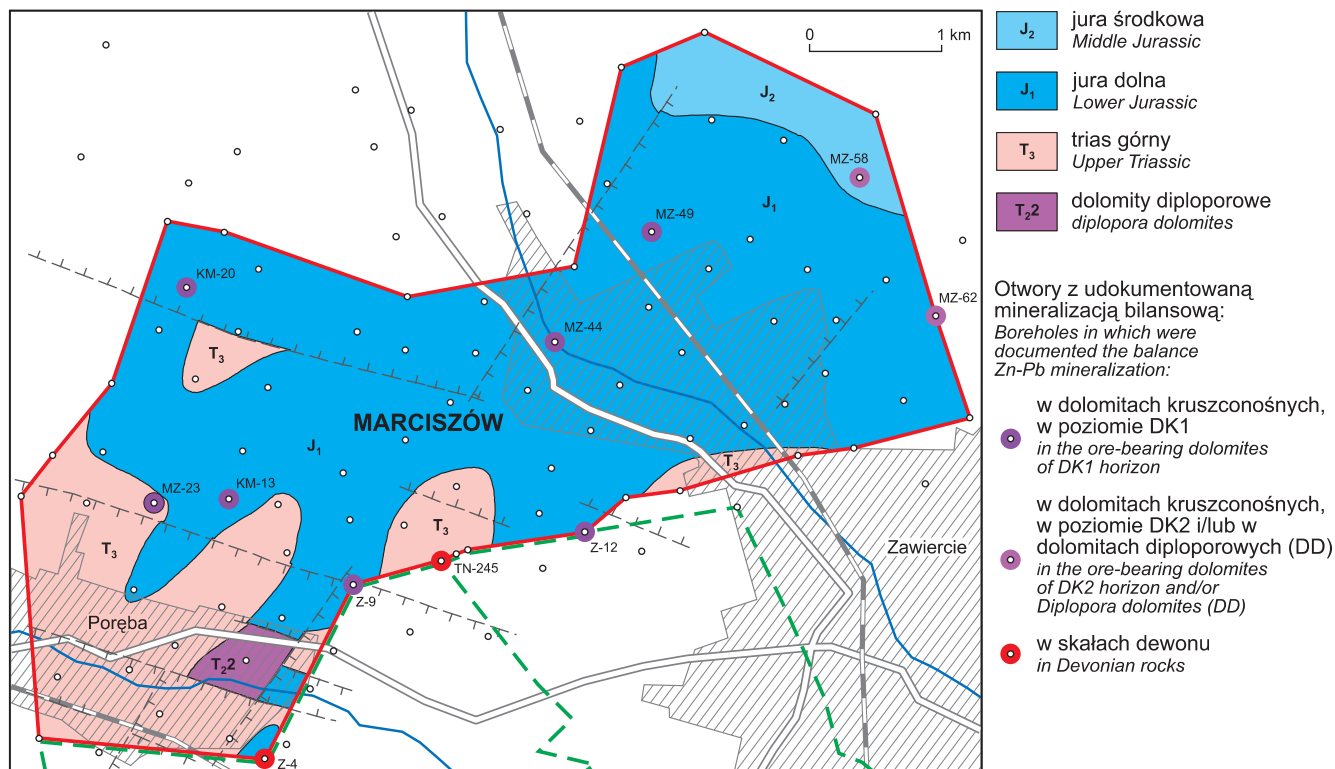 0 1 km
J2
MZ-58
MZ-49
J1
KM-20
MZ-62
MZ-44
T3
MARCISZÓW
J1
T3
MZ-23
KM-13
T3
T3
Z-12
Zawiercie
TN-245
Z-9
Poręba
T22
Z-4
J2
jura środkowa
Middle Jurassic
J1
jura dolna
Lower Jurassic
T3
trias górny
Upper Triassic
T22
dolomity diploporowe
diplopora dolomites
Otwory z udokumentowaną
mineralizacją bilansową:
Boreholes in which were
documented the balance
Zn-Pb mineralization:
w dolomitach kruszconośnych,
w poziomie DK1
in the ore-bearing dolomites
of DK1 horizon
w dolomitach kruszconośnych,
w poziomie DK2 i/lub w
dolomitach diploporowych (DD)
in the ore-bearing dolomites
of DK2 horizon and/or
Diplopora dolomites (DD)
w skałach dewonu
in Devonian rocks